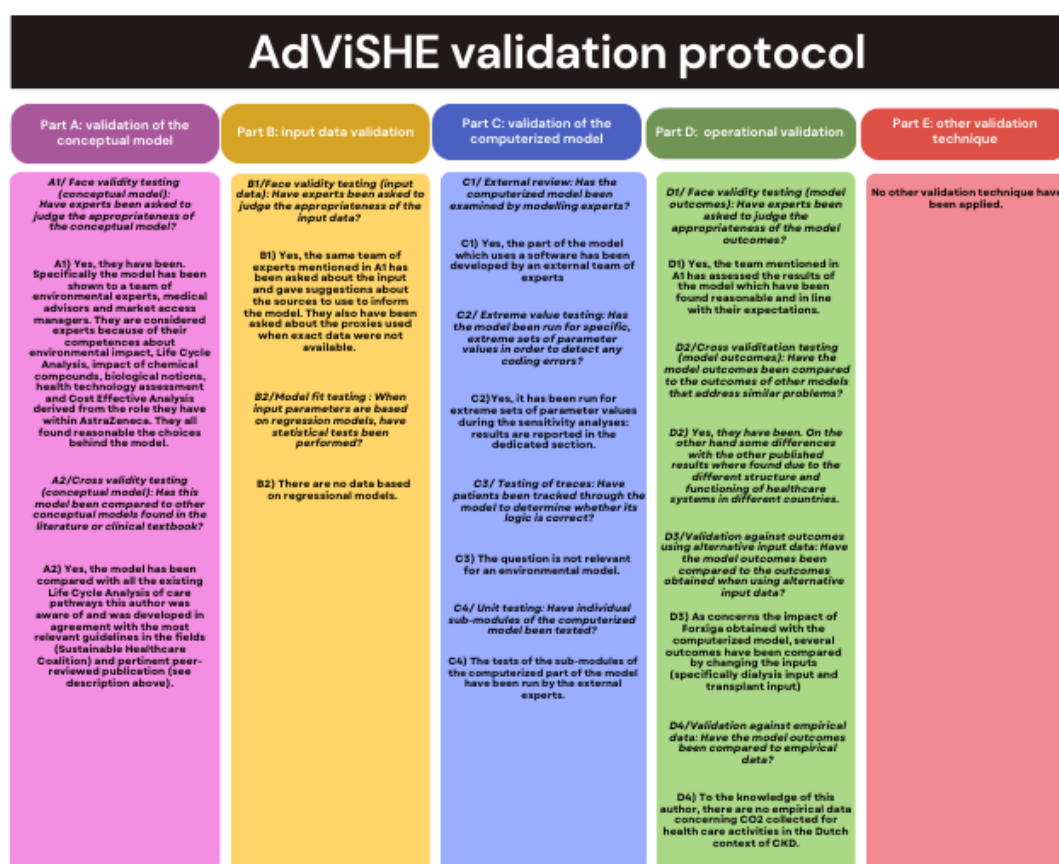 AdViSHE validation protocol
Part A: validation of the
conceptual model
A1/ Face validity testing
(conceptual model):
Have experts been asked to
judge the appropriateness of
the conceptual model?
A1) Yes, they have been.
Specifically the model has been
shown to a team of
environmental experts, medical
advisors and market access
managers. They are considered
experts because of their
competences about
environmental impact, Life Cycle
Analysis, impact of chemical
compounds, biological notions,
health technology assessment
and Cost Effective Analysis
derived from the role they have
within AstraZeneca. They all
found reasonable the choices
behind the model.
A2/Cross validity testing
(conceptual model): Has this
model been compared to other
conceptual models found in the
literature or clinical textbook?
A2) Yes, the model has been
compared with all the existing
Life Cycle Analysis of care
pathways this author was
aware of and was developed in
agreement with the most
relevant guidelines in the fields
(Sustainable Healthcare
Coalition) and pertinent peer-
reviewed publication (see
description above).
Part B: input data validation
B1/Face validity testing (input
data): Have experts been asked to
judge the appropriateness of the
input data?
B1) Yes, the same team of
experts mentioned in A1 has
been asked about the input
and gave suggestions about
the sources to use to inform
the model. They also have been
asked about the proxies used
when exact data were not
available.
B2/Model fit testing : When
input parameters are based
on regression models, have
statistical tests been
performed?
B2) There are no data based
on regressional models.
Part C: validation of the
computerized model
C1/ External review: Has the
computerized model been
examined by modelling experts?
C1) Yes, the part of the model
which uses a software has been
developed by an external team of
experts
C2/ Extreme value testing: Has
the model been run for specific,
extreme sets of parameter
values in order to detect any
coding errors?
C2)Yes, it has been run for
extreme sets of parameter values
during the sensitivity analyses:
results are reported in the
dedicated section.
C3/ Testing of traces: Have
patients been tracked through the
model to determine whether its
logic is correct?
C3) The question is not relevant
for an environmental model.
C4/ Unit testing: Have individual
sub-modules of the computerized
model been tested?
C4) The tests of the sub-modules of
the computerized part of the model
have been run by the external
experts.
Part D: operational validation
D1/ Face validity testing (model
outcomes): Have experts been
asked to judge the
appropriateness of the model
outcomes?
D1) Yes, the team mentioned in
A1 has assessed the results of
the model which have been
found reasonable and in line
with their expectations.
D2/Cross validitation testing
(model outcomes): Have the
model outcomes been compared
to the outcomes of other models
that address similar problems?
D2) Yes, they have been. On the
other hand some differences
with the other published
results where found due to the
different structure and
functioning of healthcare
systems in different countries.
D3/Validation against outcomes
using alternative input data: Have
the model outcomes been
compared to the outcomes
obtained when using alternative
input data?
D3) As concerns the impact of
Forxiga obtained with the
computerized model, several
outcomes have been compared
by changing the inputs
(specifically dialysis input and
transplant input)
D4/Validation against empirical
data: Have the model outcomes
been compared to empirical
data?
D4) To the knowledge of this
author, there are no empirical data
concerning CO2 collected for
health care activities in the Dutch
context of CKD.
Part E: other validation
technique
No other validation technique have
been applied.